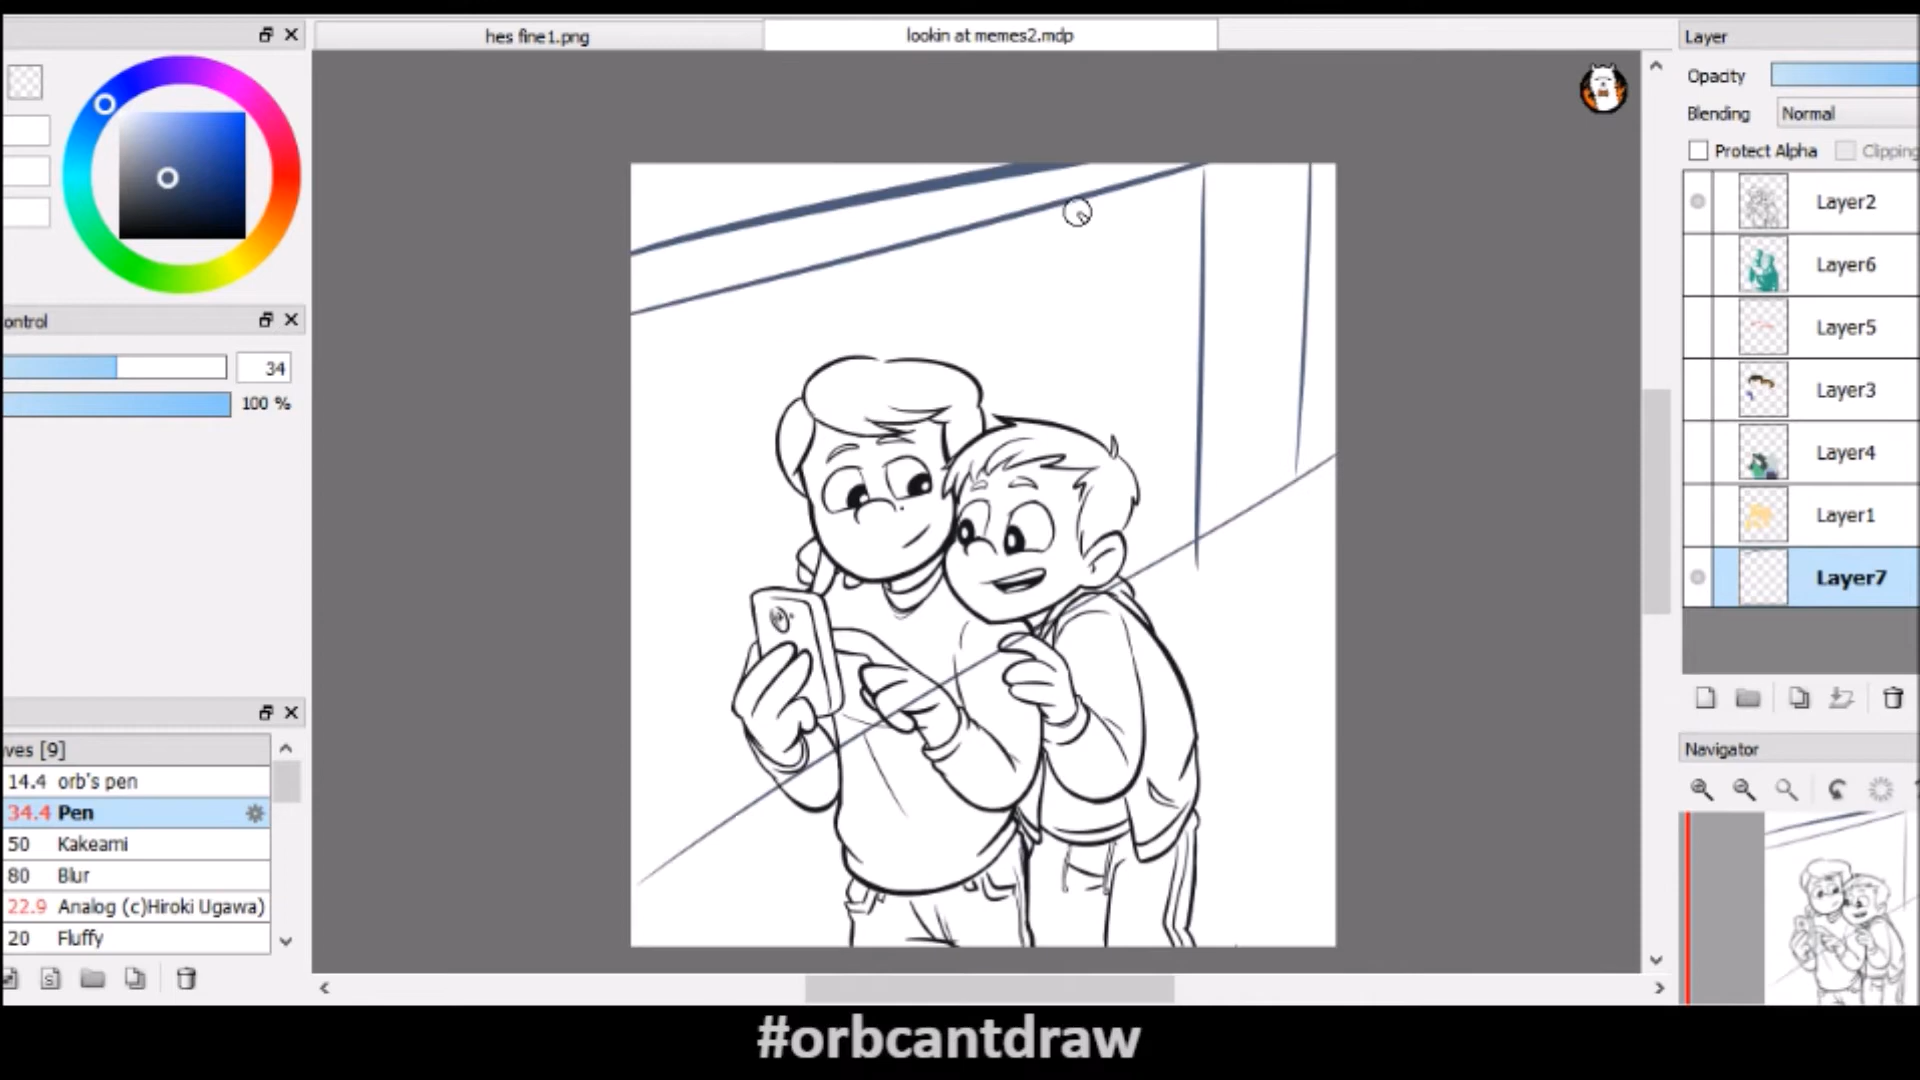 hes fine1.png
lookin at memes2.mdp
Layer
Opacity
Blending
Normal
Protect Alpha
Clipping
Layer2
Layer6
Layer5
Layer3
Layer4
Layer1
Layer7
Navigator
ontrol
34
100 %
ves [9]
14.4 orb's pen
34.4 Pen
50 Kakeami
80 Blur
22.9 Analog (c)Hiroki Ugawa)
20 Fluffy
#orbcantdraw